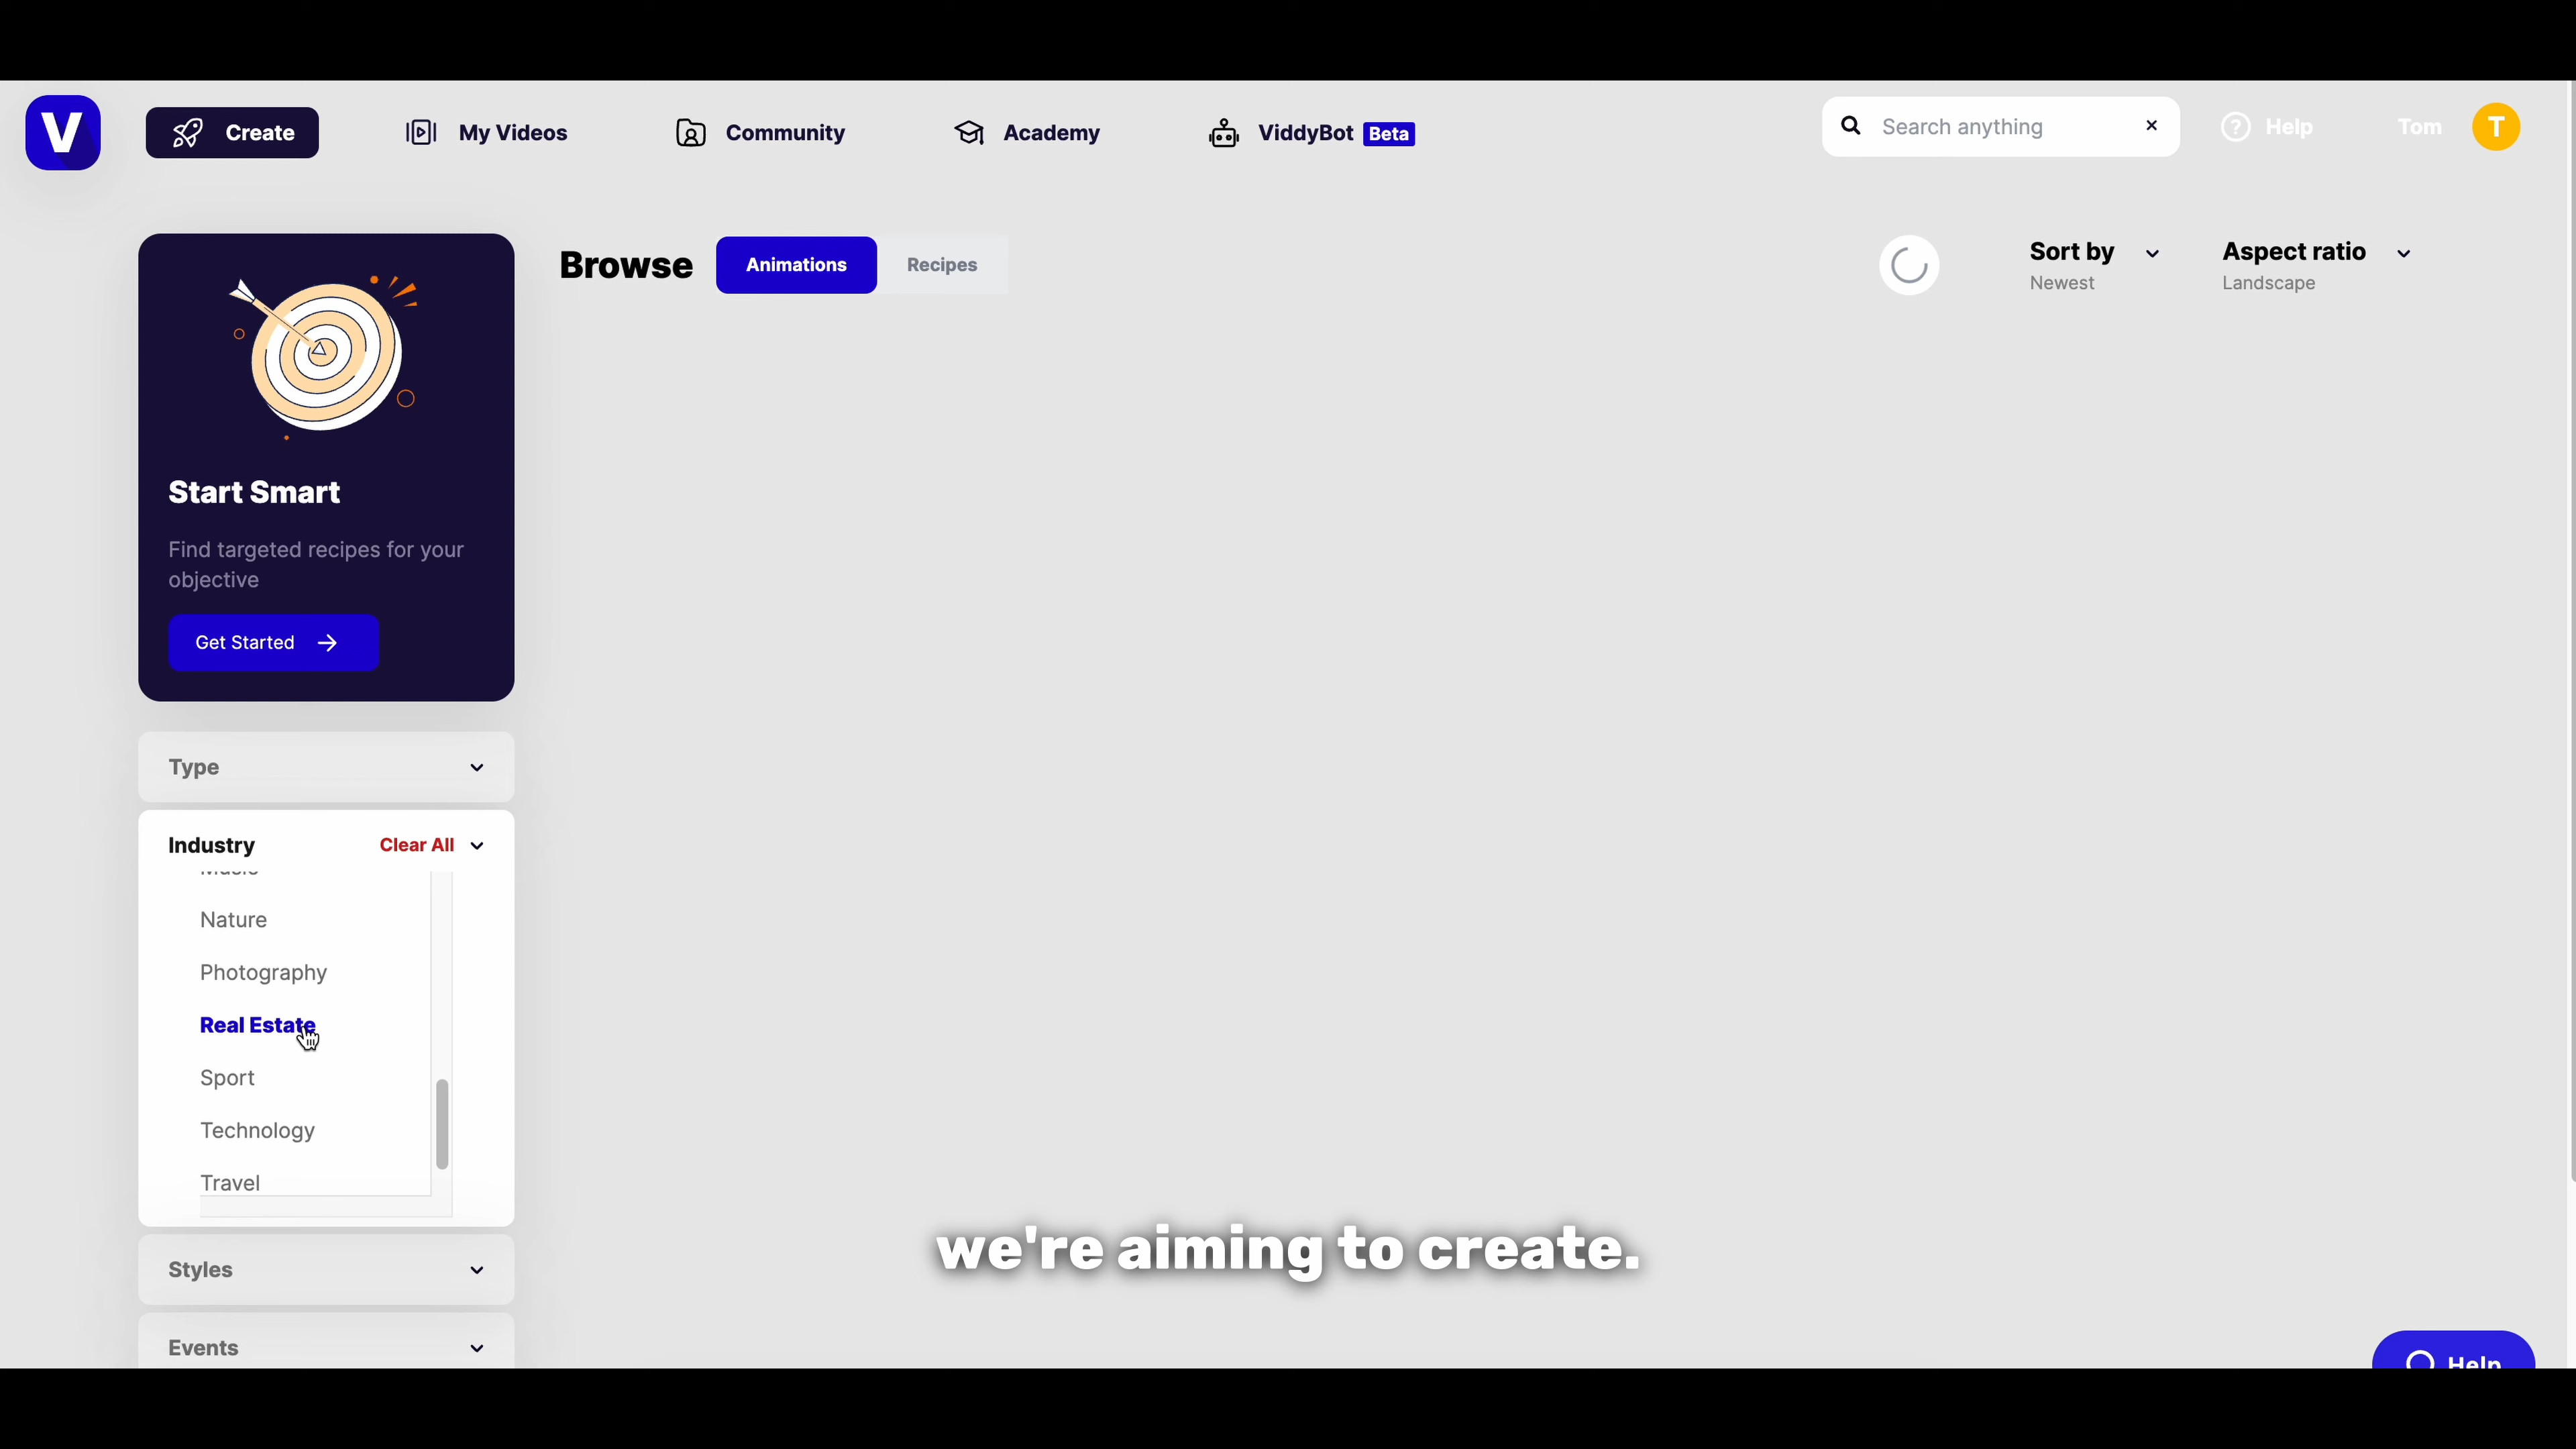 V
Create
My Videos
Community
Academy
ViddyBot Beta
Search anything
Help
Tom
T
Start Smart
Find targeted recipes for your
objective
Get Started
Browse
Animations
Recipes
Sort by
Newest
Aspect ratio
Landscape
Type
Industry
Clear All
Music
Nature
Photography
Real Estate
Sport
Technology
Travel
Styles
Events
we're aiming to create.
Help